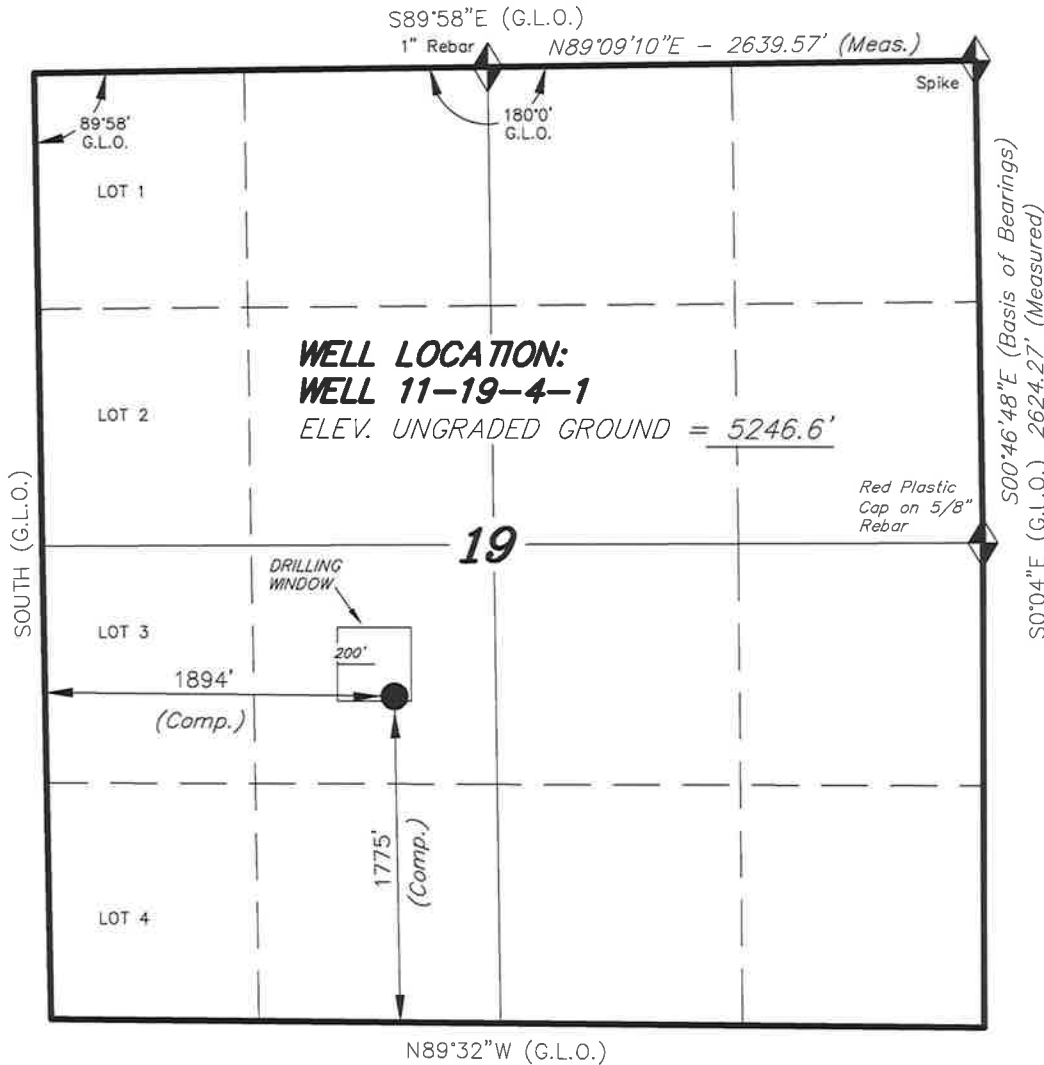 S89°58"E (G.L.O.)
1" Rebar
N89°09'10"E - 2639.57' (Meas.)
Spike
89°58'
G.L.O.
180°0'
G.L.O.
LOT 1
S00°46'48"E (Basis of Bearings)
S0°04"E (G.L.O.) 2624.27' (Measured)
WELL LOCATION:
WELL 11-19-4-1
ELEV. UNGRADED GROUND = 5246.6'
LOT 2
Red Plastic
Cap on 5/8"
Rebar
SOUTH (G.L.O.)
19
DRILLING
WINDOW
LOT 3
200'
1894'
(Comp.)
1775'
(Comp.)
LOT 4
N89°32"W (G.L.O.)